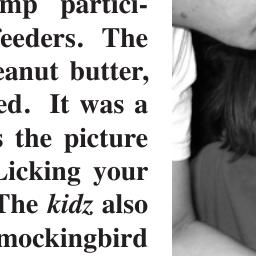 mp partici-
feeders. The
eanut butter,
ed. It was a
s the picture
Licking your
The kidz also
mockingbird